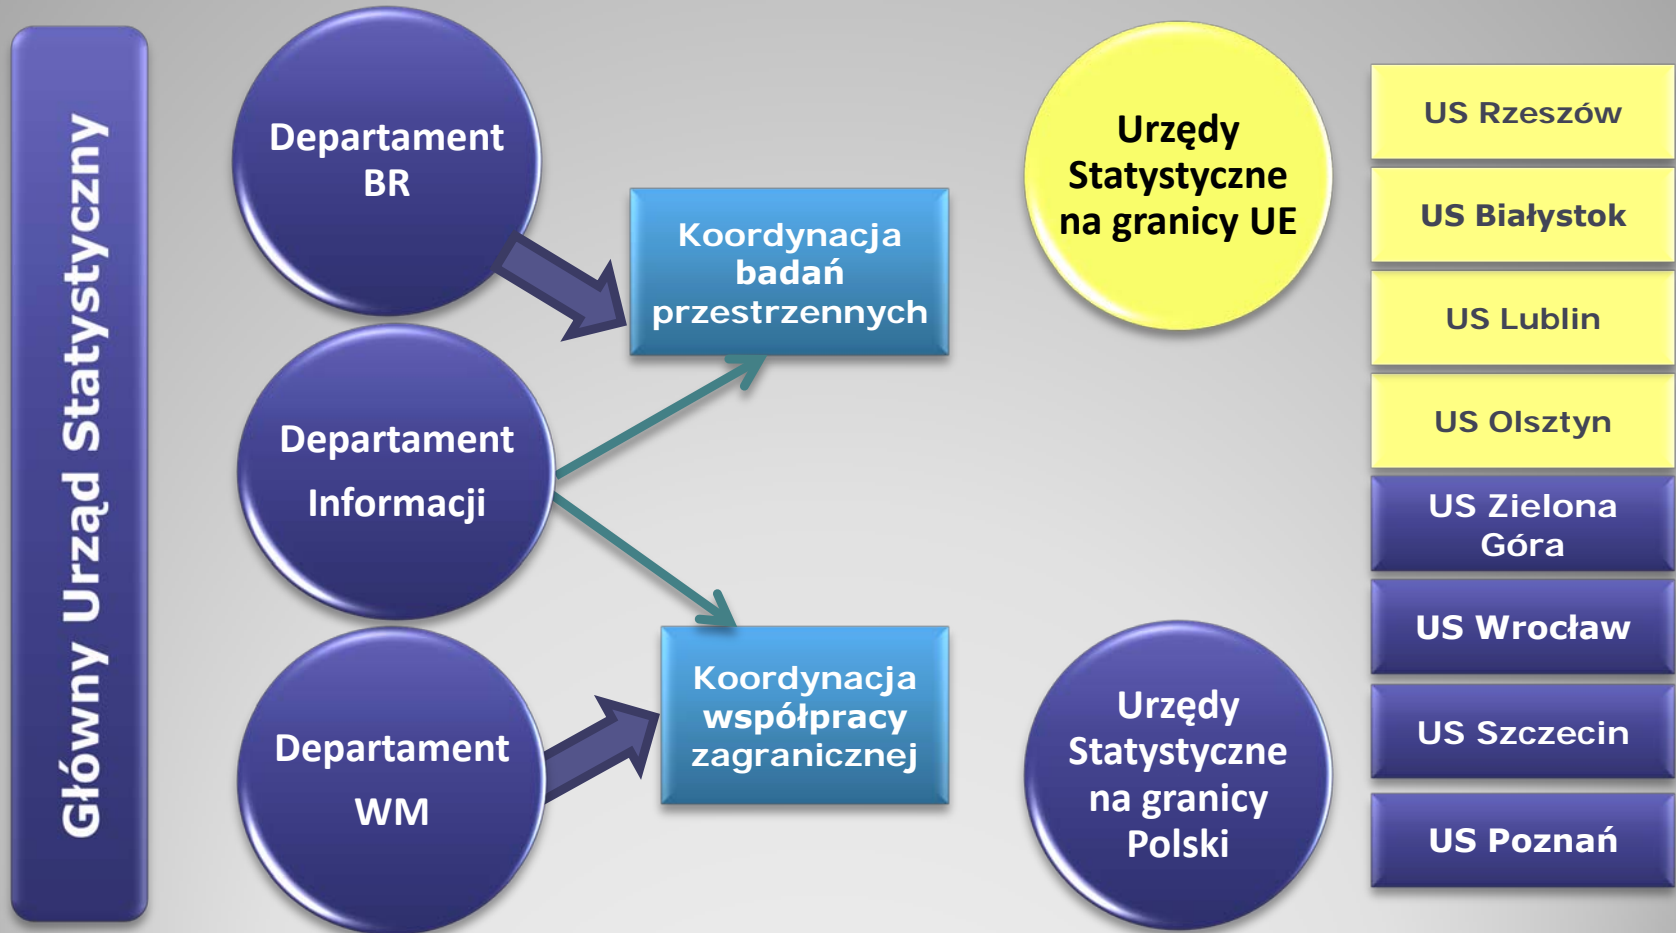 Główny Urząd Statystyczny
Departament
BR
Departament
Informacji
Departament
WM
Koordynacja
badań
przestrzennych
Koordynacja
współpracy
zagranicznej
Urzędy
Statystyczne
na granicy UE
Urzędy
Statystyczne
na granicy
Polski
US Rzeszów
US Białystok
US Lublin
US Olsztyn
US Zielona
Góra
US Wrocław
US Szczecin
US Poznań